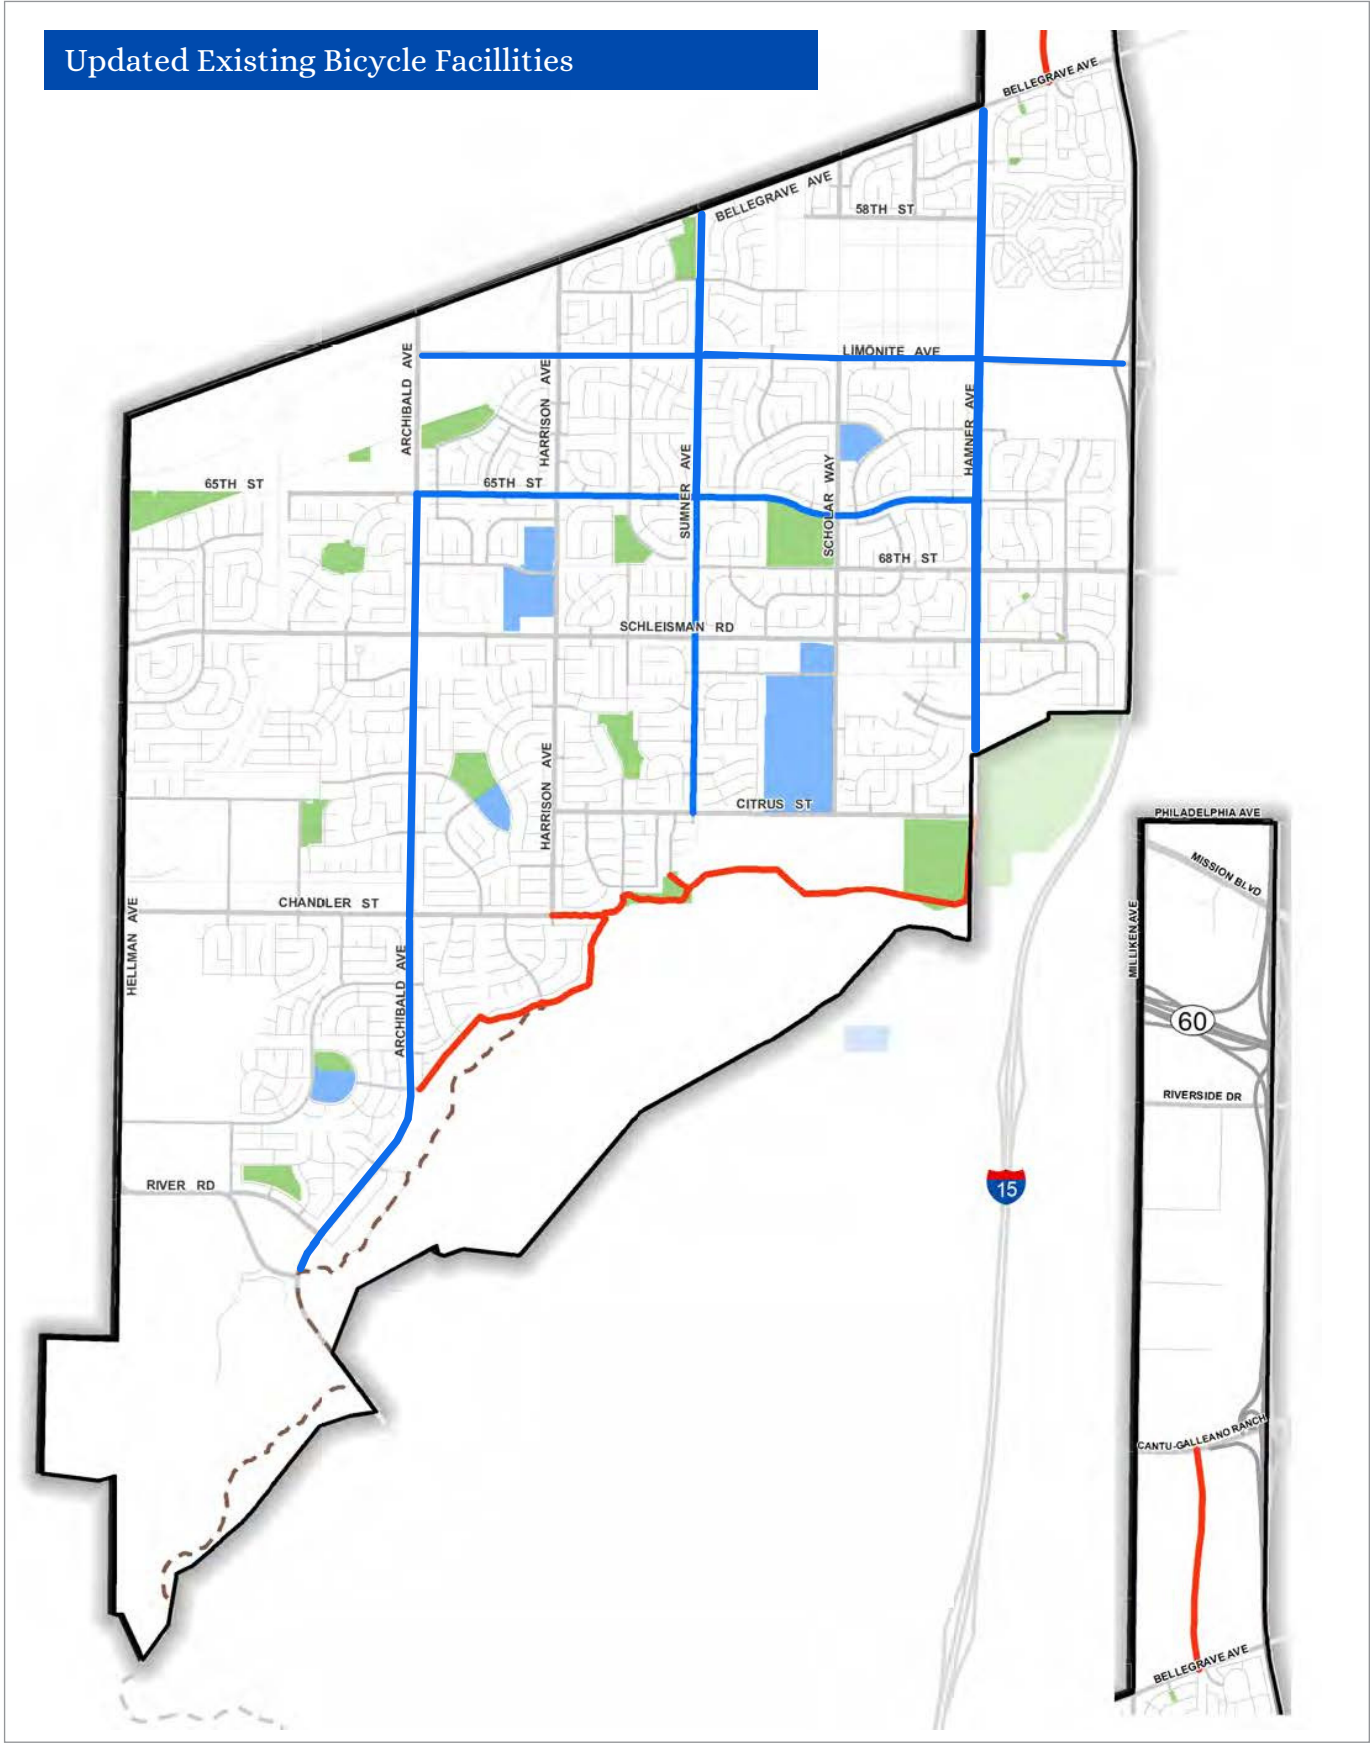 Updated Existing Bicycle Facillities
BELLEGRAVE AVE
BELLEGRAVE AVE
58TH ST
LIMONITE AVE
ARCHIBALD AVE
HARRISON AVE
HAMNER AVE
SUMNER AVE
SCHOLAR WAY
65TH ST
65TH ST
68TH ST
SCHLEISMAN RD
HARRISON AVE
CITRUS ST
PHILADELPHIA AVE
MISSION BLVD
CHANDLER ST
HELLMAN AVE
MILLIKEN AVE
ARCHIBALD AVE
60
RIVERSIDE DR
RIVER RD
15
CANTU-GALLEANO RANCH
BELLEGRAVE AVE